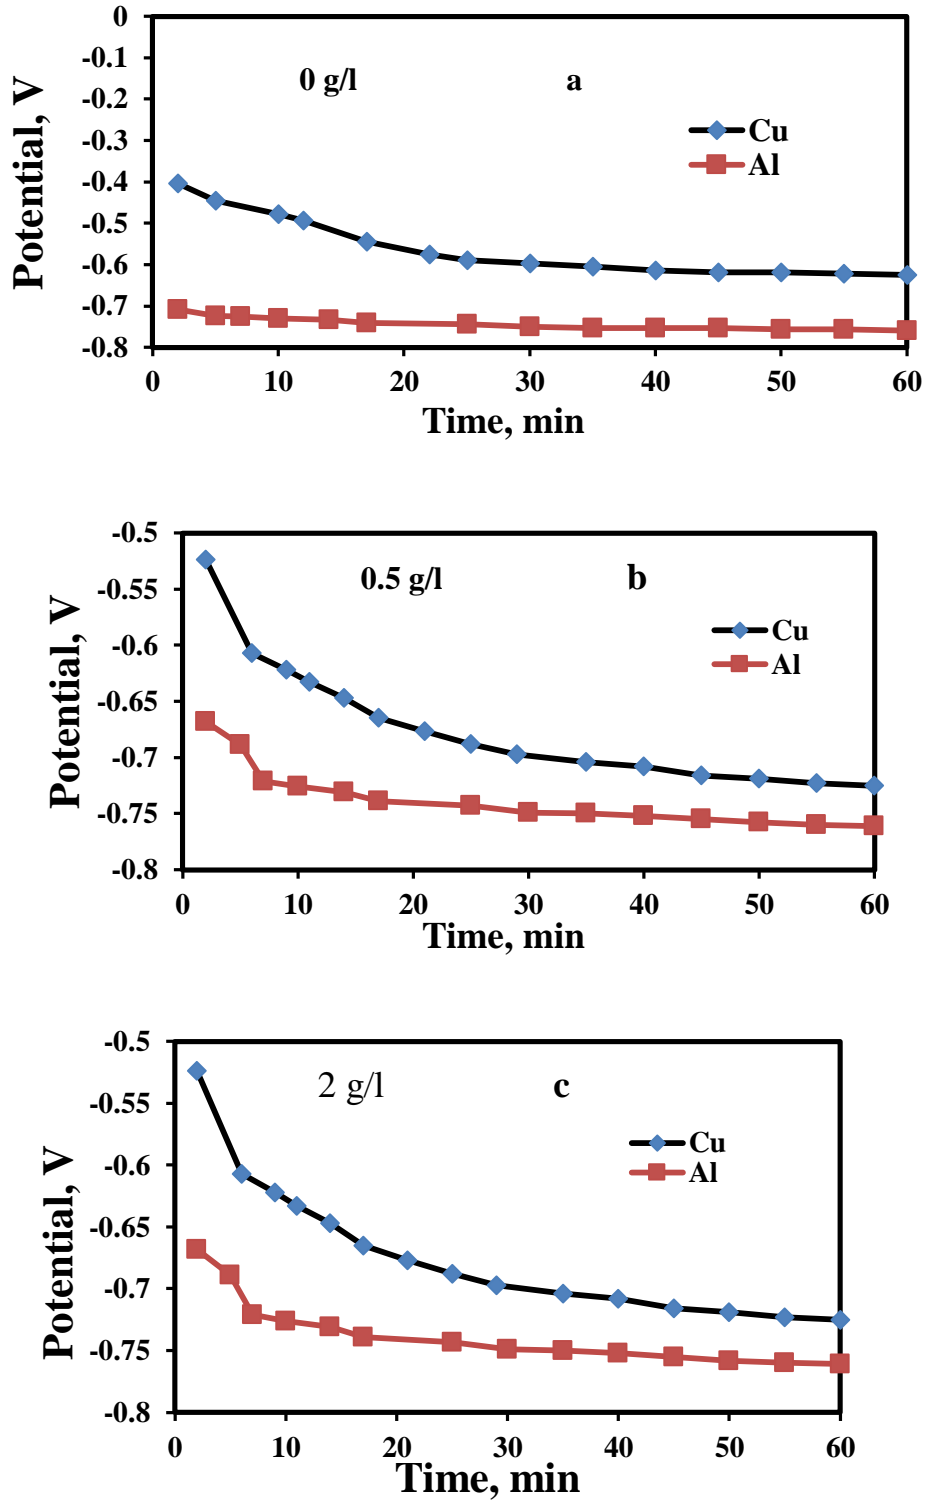 0
-0.1
-0.2
-0.3
-0.4
-0.5
-0.6
-0.7
-0.8
Potential, V
0 g/l a
Cu
Al
0 10 20 30 40 50 60
Time, min
-0.5
-0.55
-0.6
-0.65
-0.7
-0.75
-0.8
Potential, V
0.5 g/l b
Cu
Al
0 10 20 30 40 50 60
Time, min
-0.5
-0.55
-0.6
-0.65
-0.7
-0.75
-0.8
Potential, V
2 g/l c
Cu
Al
0 10 20 30 40 50 60
Time, min